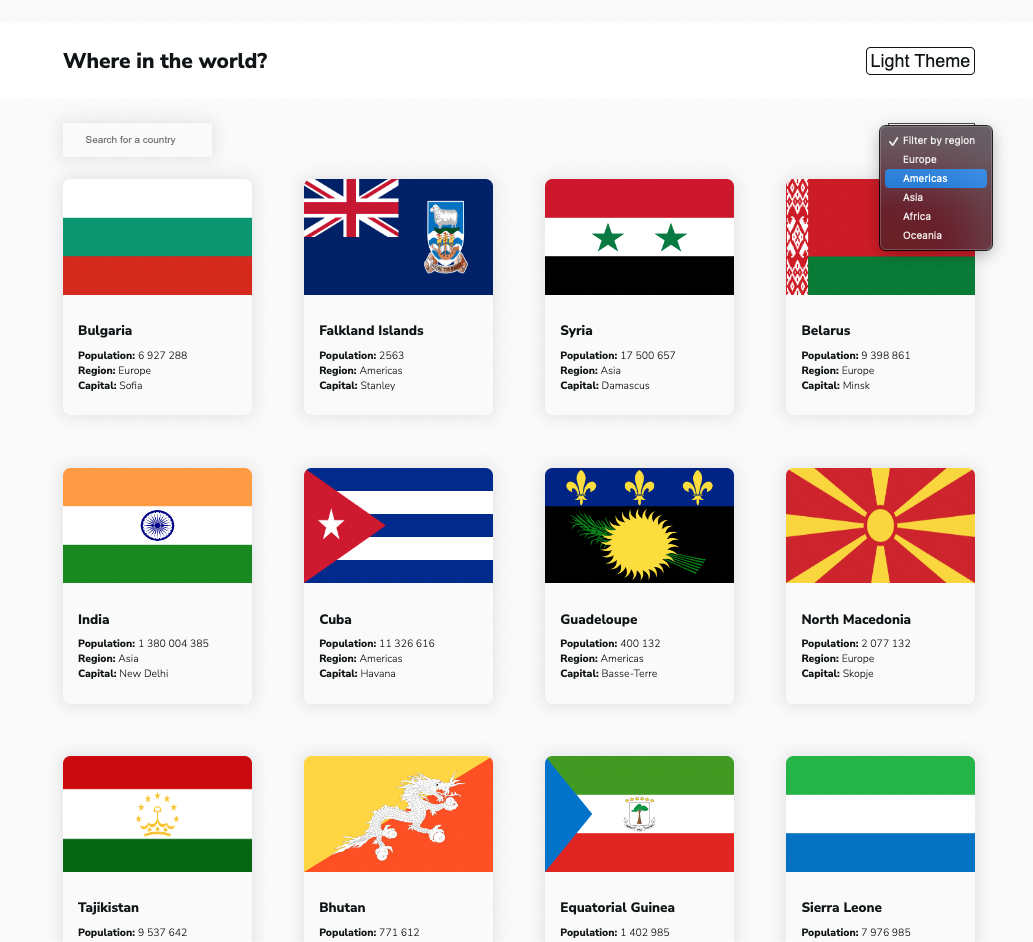 Where in the world?
Light Theme
Search for a country
Filter by region
Europe
Americas
Asia
Africa
Oceania
Bulgaria
Population: 6 927 288
Region: Europe
Capital: Sofia
Falkland Islands
Population: 2563
Region: Americas
Capital: Stanley
Syria
Population: 17 500 657
Region: Asia
Capital: Damascus
Belarus
Population: 9 398 861
Region: Europe
Capital: Minsk
India
Population: 1 380 004 385
Region: Asia
Capital: New Delhi
Cuba
Population: 11 326 616
Region: Americas
Capital: Havana
Guadeloupe
Population: 400 132
Region: Americas
Capital: Basse-Terre
North Macedonia
Population: 2 077 132
Region: Europe
Capital: Skopje
Tajikistan
Population: 9 537 642
Bhutan
Population: 771 612
Equatorial Guinea
Population: 1 402 985
Sierra Leone
Population: 7 976 985